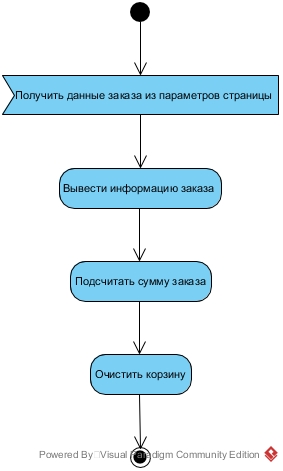 Получить данные заказа из параметров страницы
Вывести информацию заказа
Подсчитать сумму заказа
Очистить корзину
Powered By Visual Paradigm Community Edition